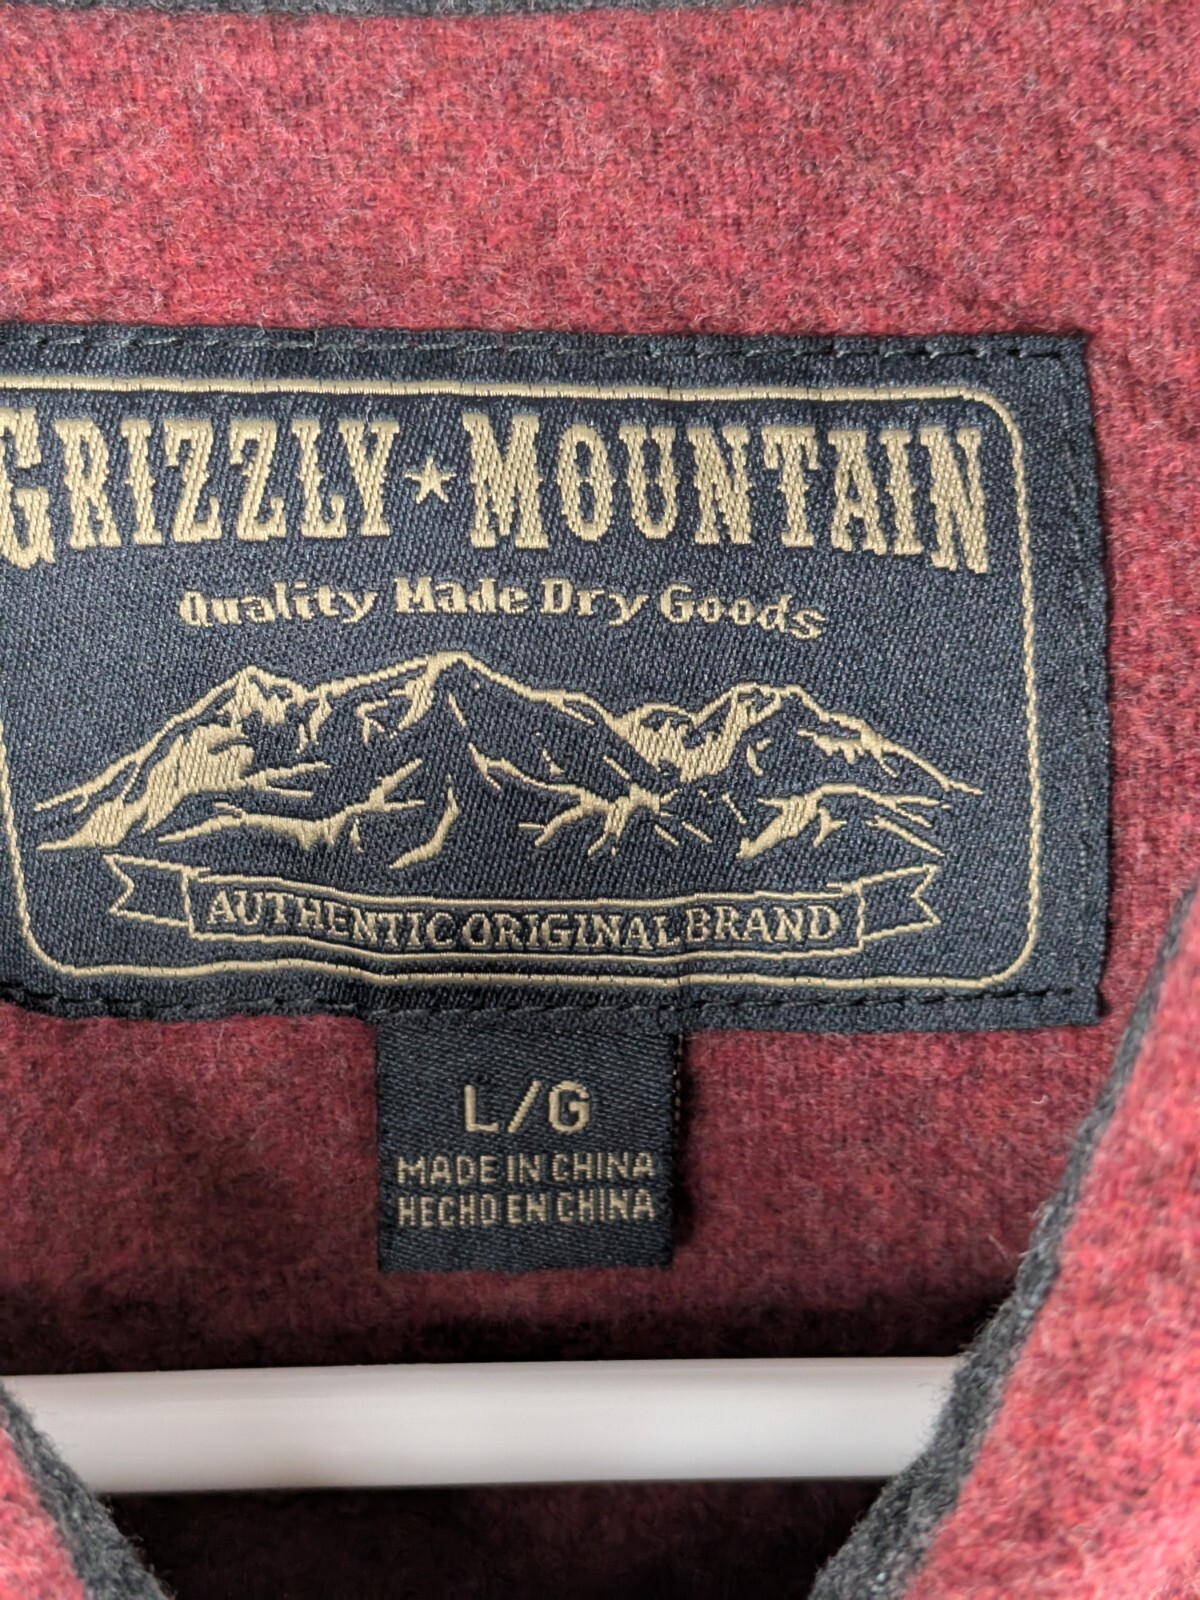 GRIZZLY★MOUNTAIN
Quality Made Dry Goods
AUTHENTIC ORIGINAL BRAND
L/G
MADE IN CHINA
HECHO EN CHINA